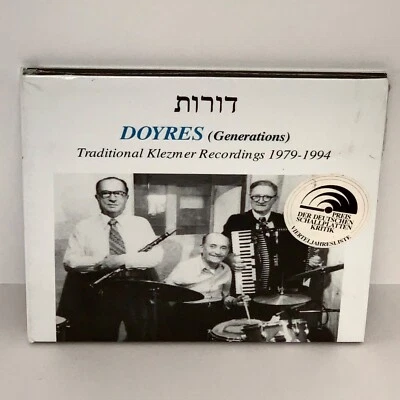 דורות
DOYRES (Generations)
Traditional Klezmer Recordings 1979-1994
PREIS
DER DEUTSCHEN
SCHALLPLATTEN
KRITIK
VIERTELJAHRESLISTE